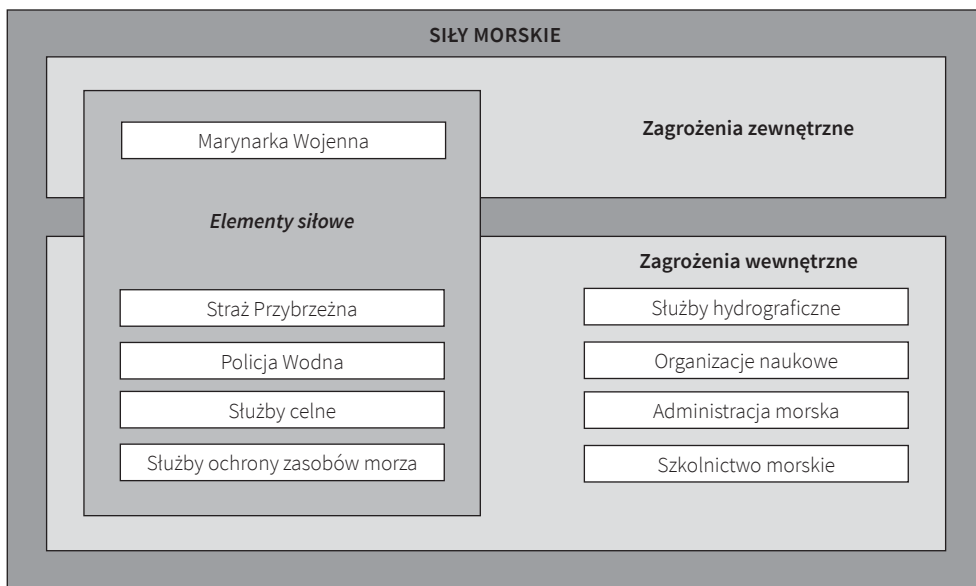 SIŁY MORSKIE
Zagrożenia zewnętrzne
Marynarka Wojenna
Elementy siłowe
Straż Przybrzeżna
Policja Wodna
Służby celne
Służby ochrony zasobów morza
Zagrożenia wewnętrzne
Służby hydrograficzne
Organizacje naukowe
Administracja morska
Szkolnictwo morskie